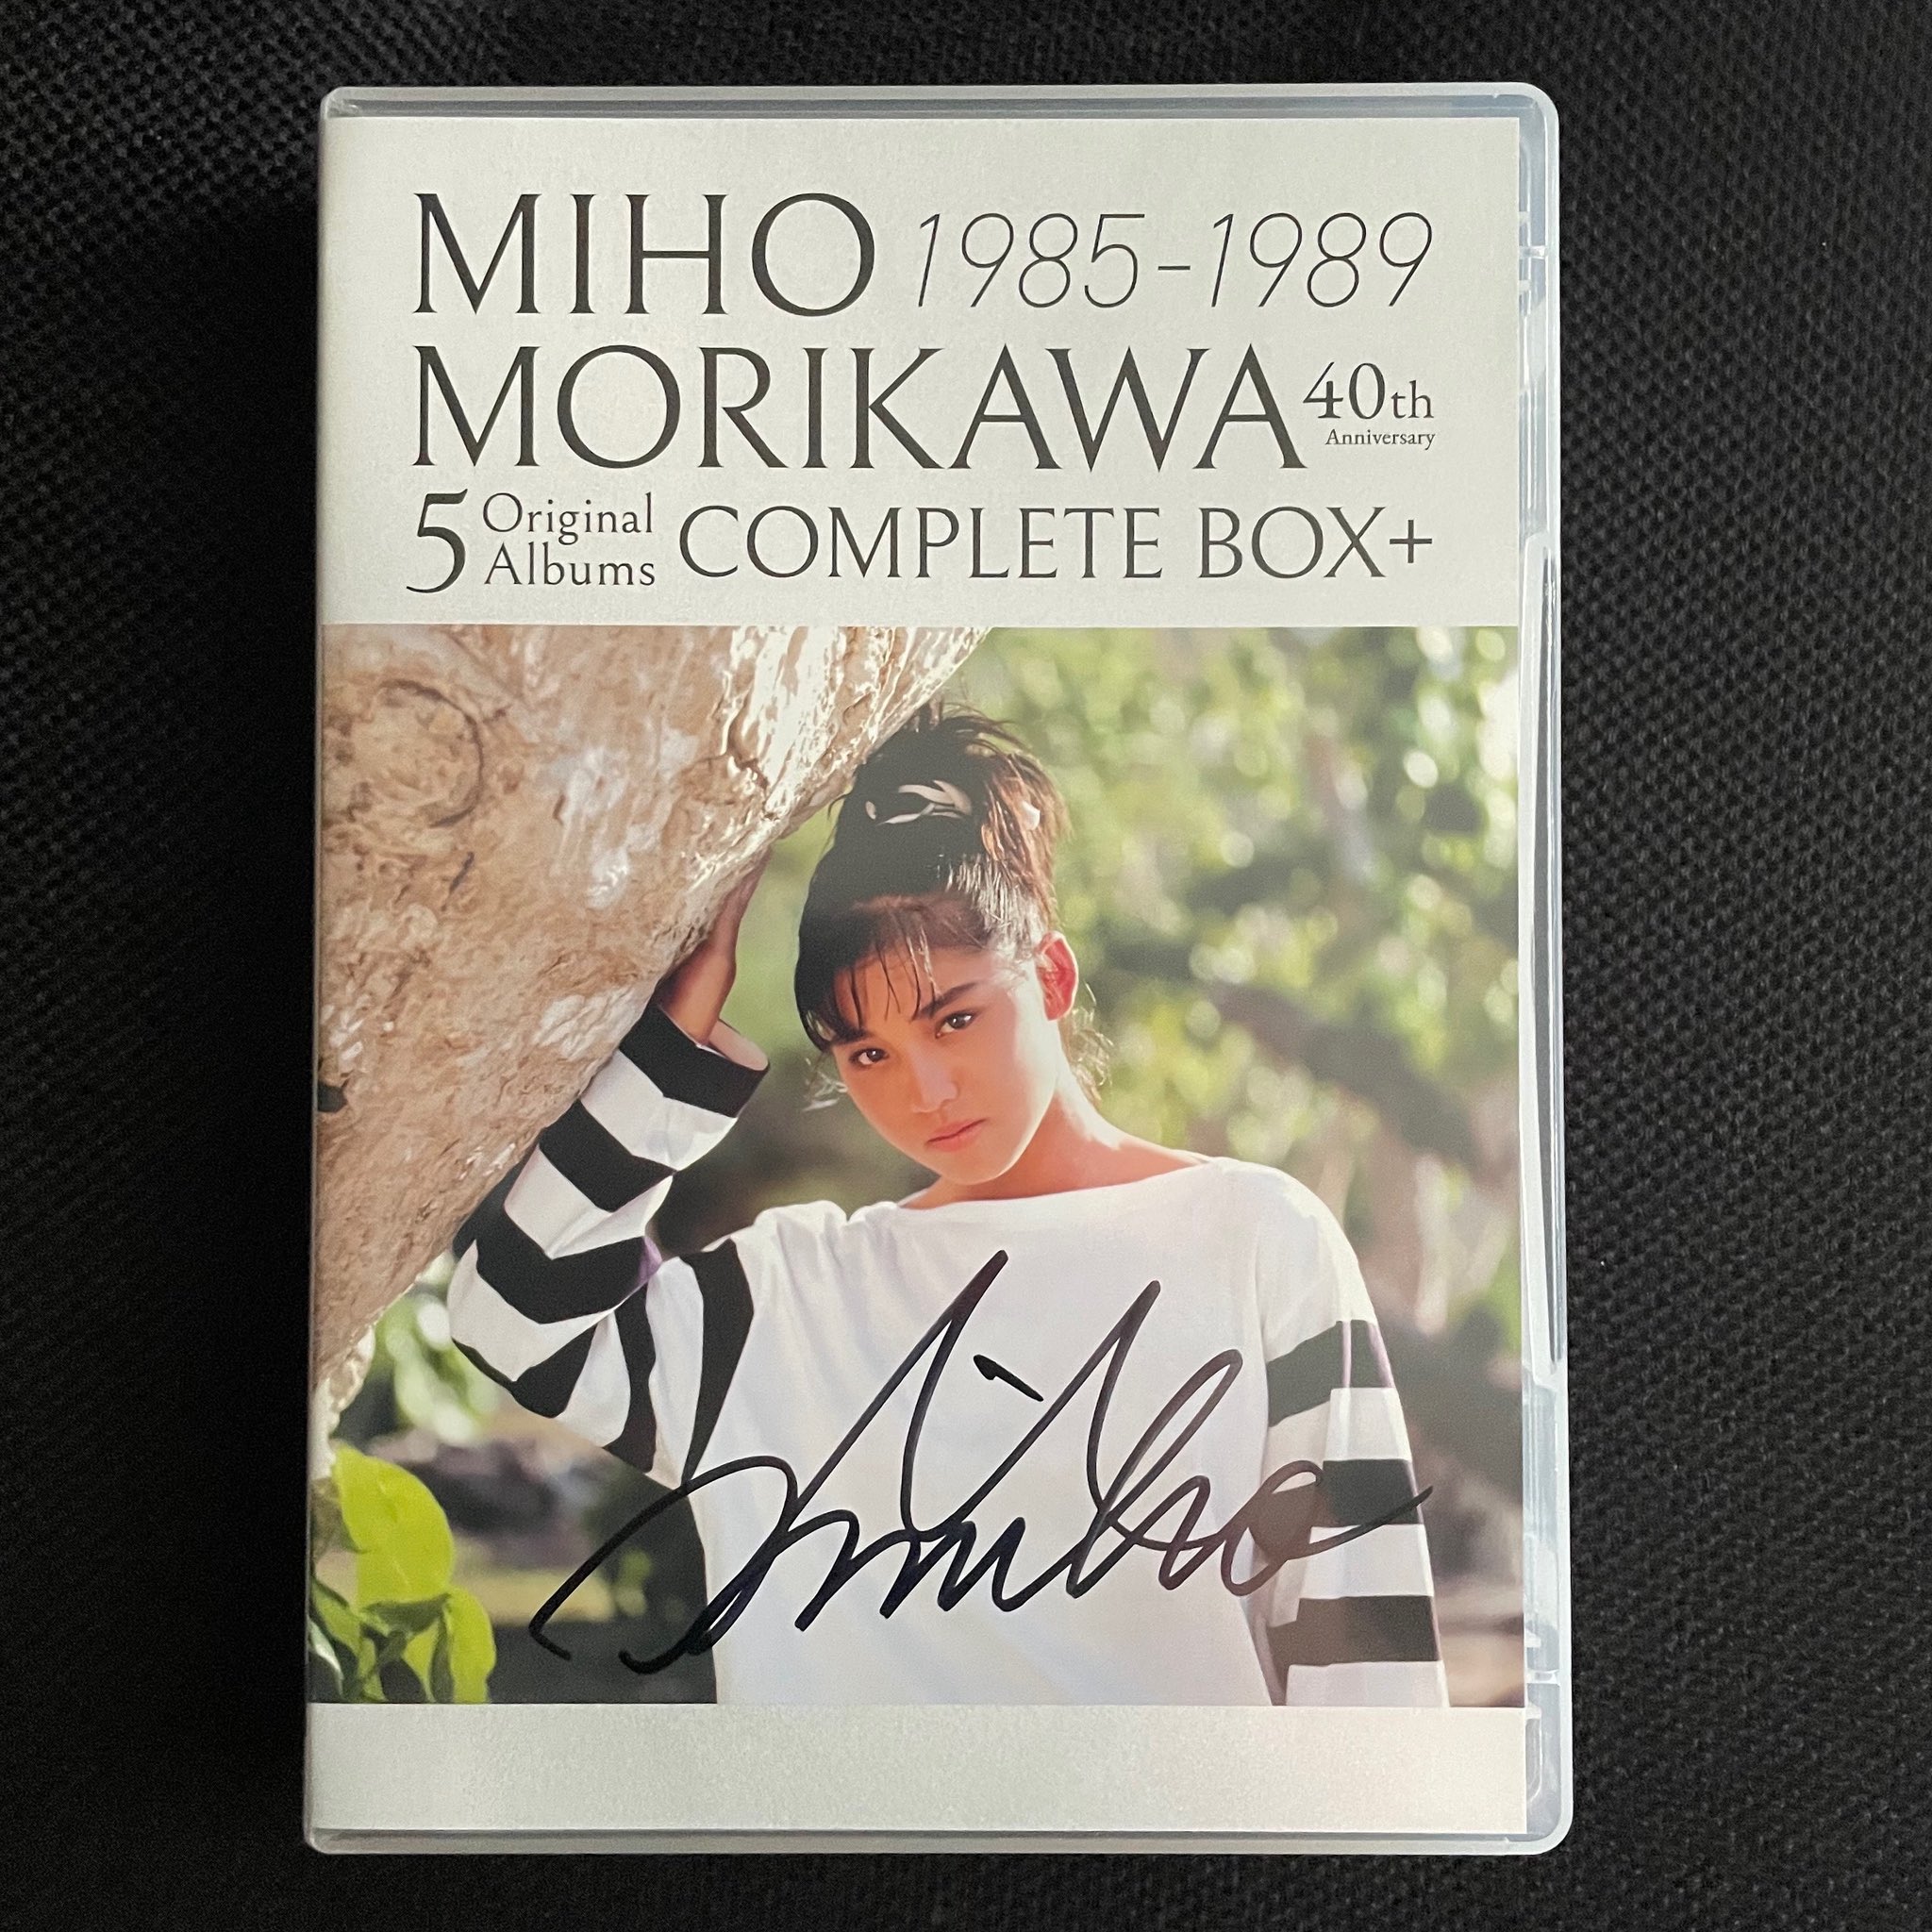 MIHO 1985-1989
MORIKAWA 40th
Anniversary
5 Original
Albums COMPLETE BOX+
Miho